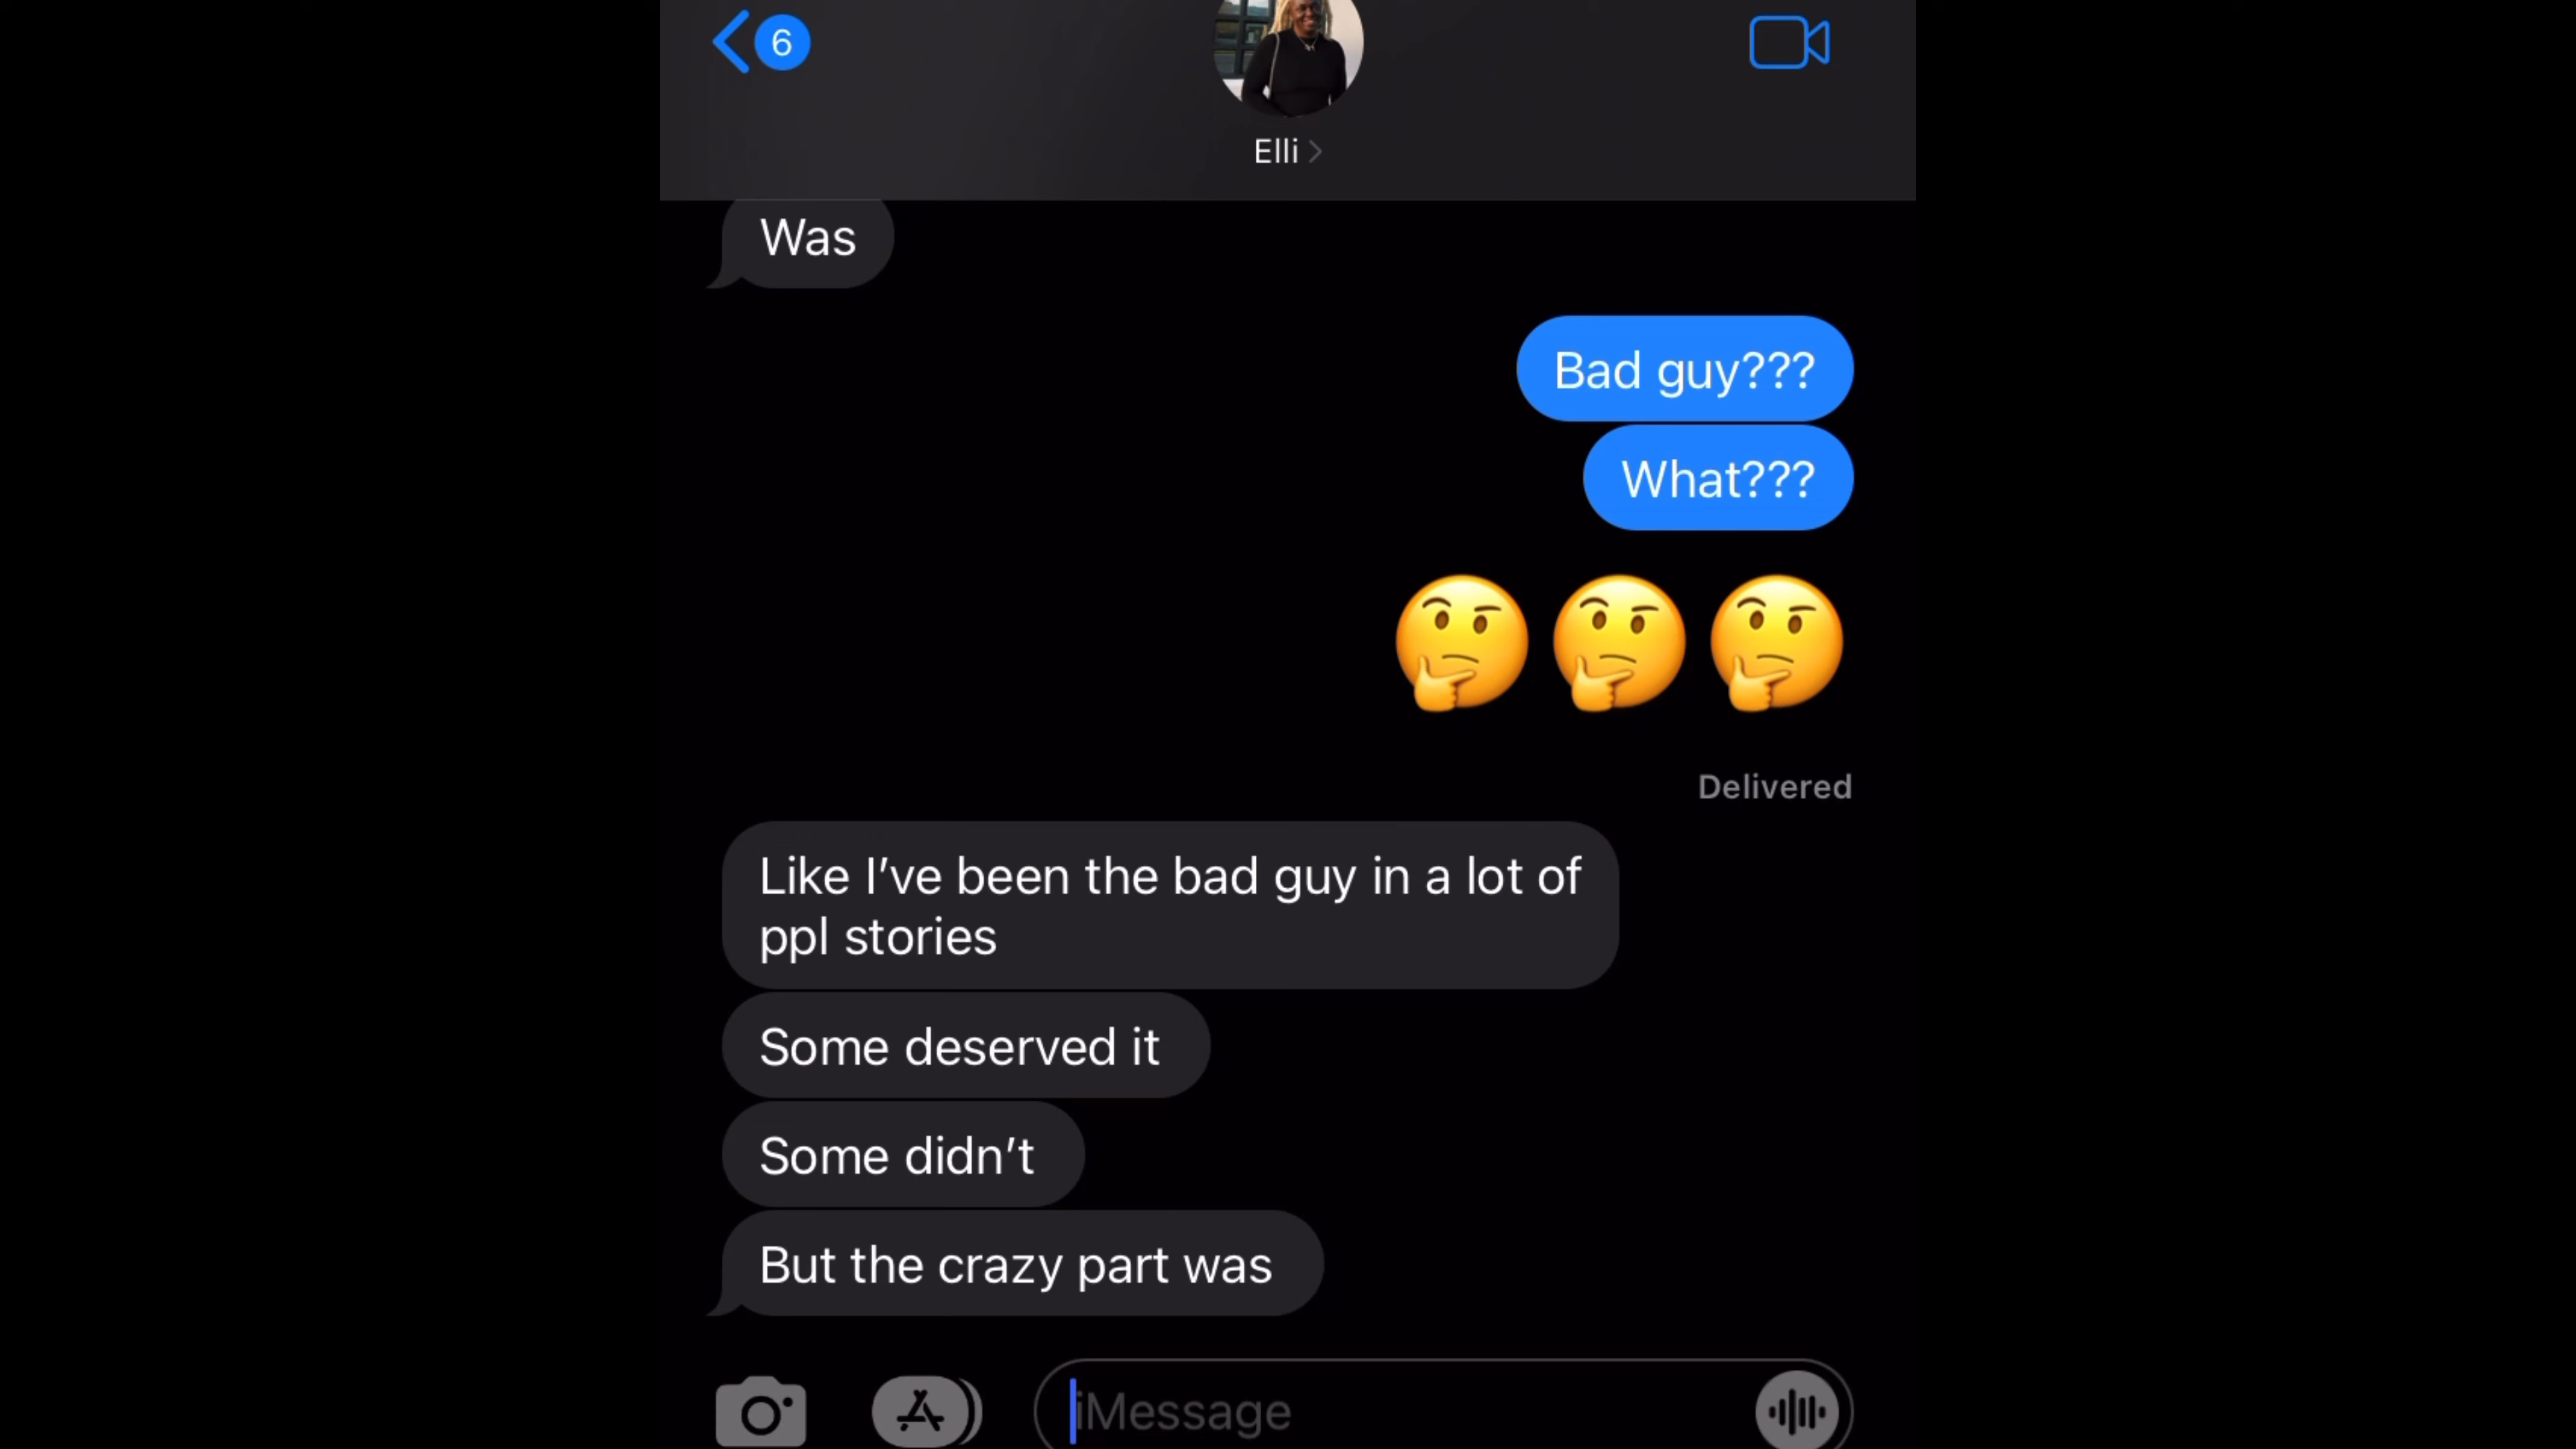 6
Elli
Was
Bad guy???
What???
🤔🤔🤔
Delivered
Like I’ve been the bad guy in a lot of
ppl stories
Some deserved it
Some didn’t
But the crazy part was
iMessage